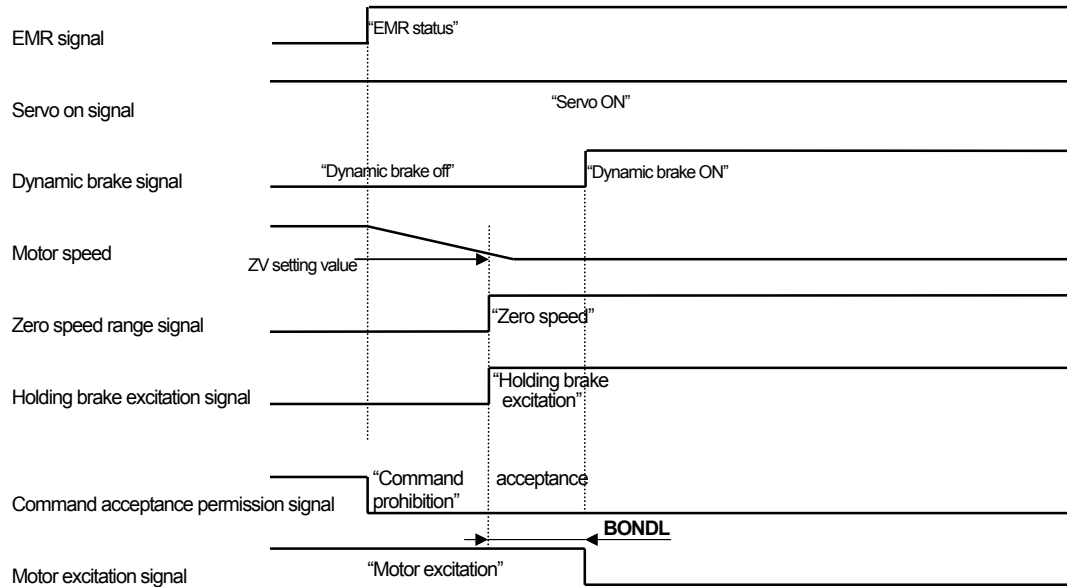 EMR signal
“EMR status”
Servo on signal
“Servo ON”
Dynamic brake signal
“Dynamic brake off”
“Dynamic brake ON”
Motor speed
ZV setting value
Zero speed range signal
“Zero speed”
Holding brake excitation signal
“Holding brake
excitation”
Command acceptance permission signal
“Command acceptance
prohibition”
BONDL
Motor excitation signal
“Motor excitation”